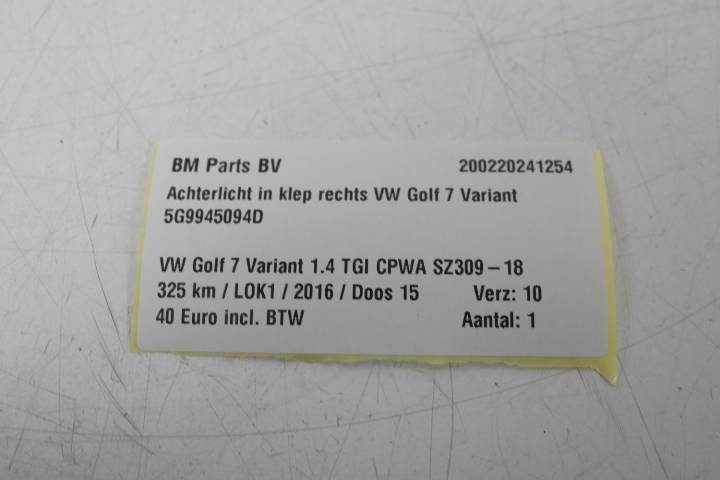 BM Parts BV 200220241254
Achterlicht in klep rechts VW Golf 7 Variant
5G9945094D
VW Golf 7 Variant 1.4 TGI CPWA SZ309 – 18
325 km / LOK1 / 2016 / Doos 15 Verz: 10
40 Euro incl. BTW Aantal: 1